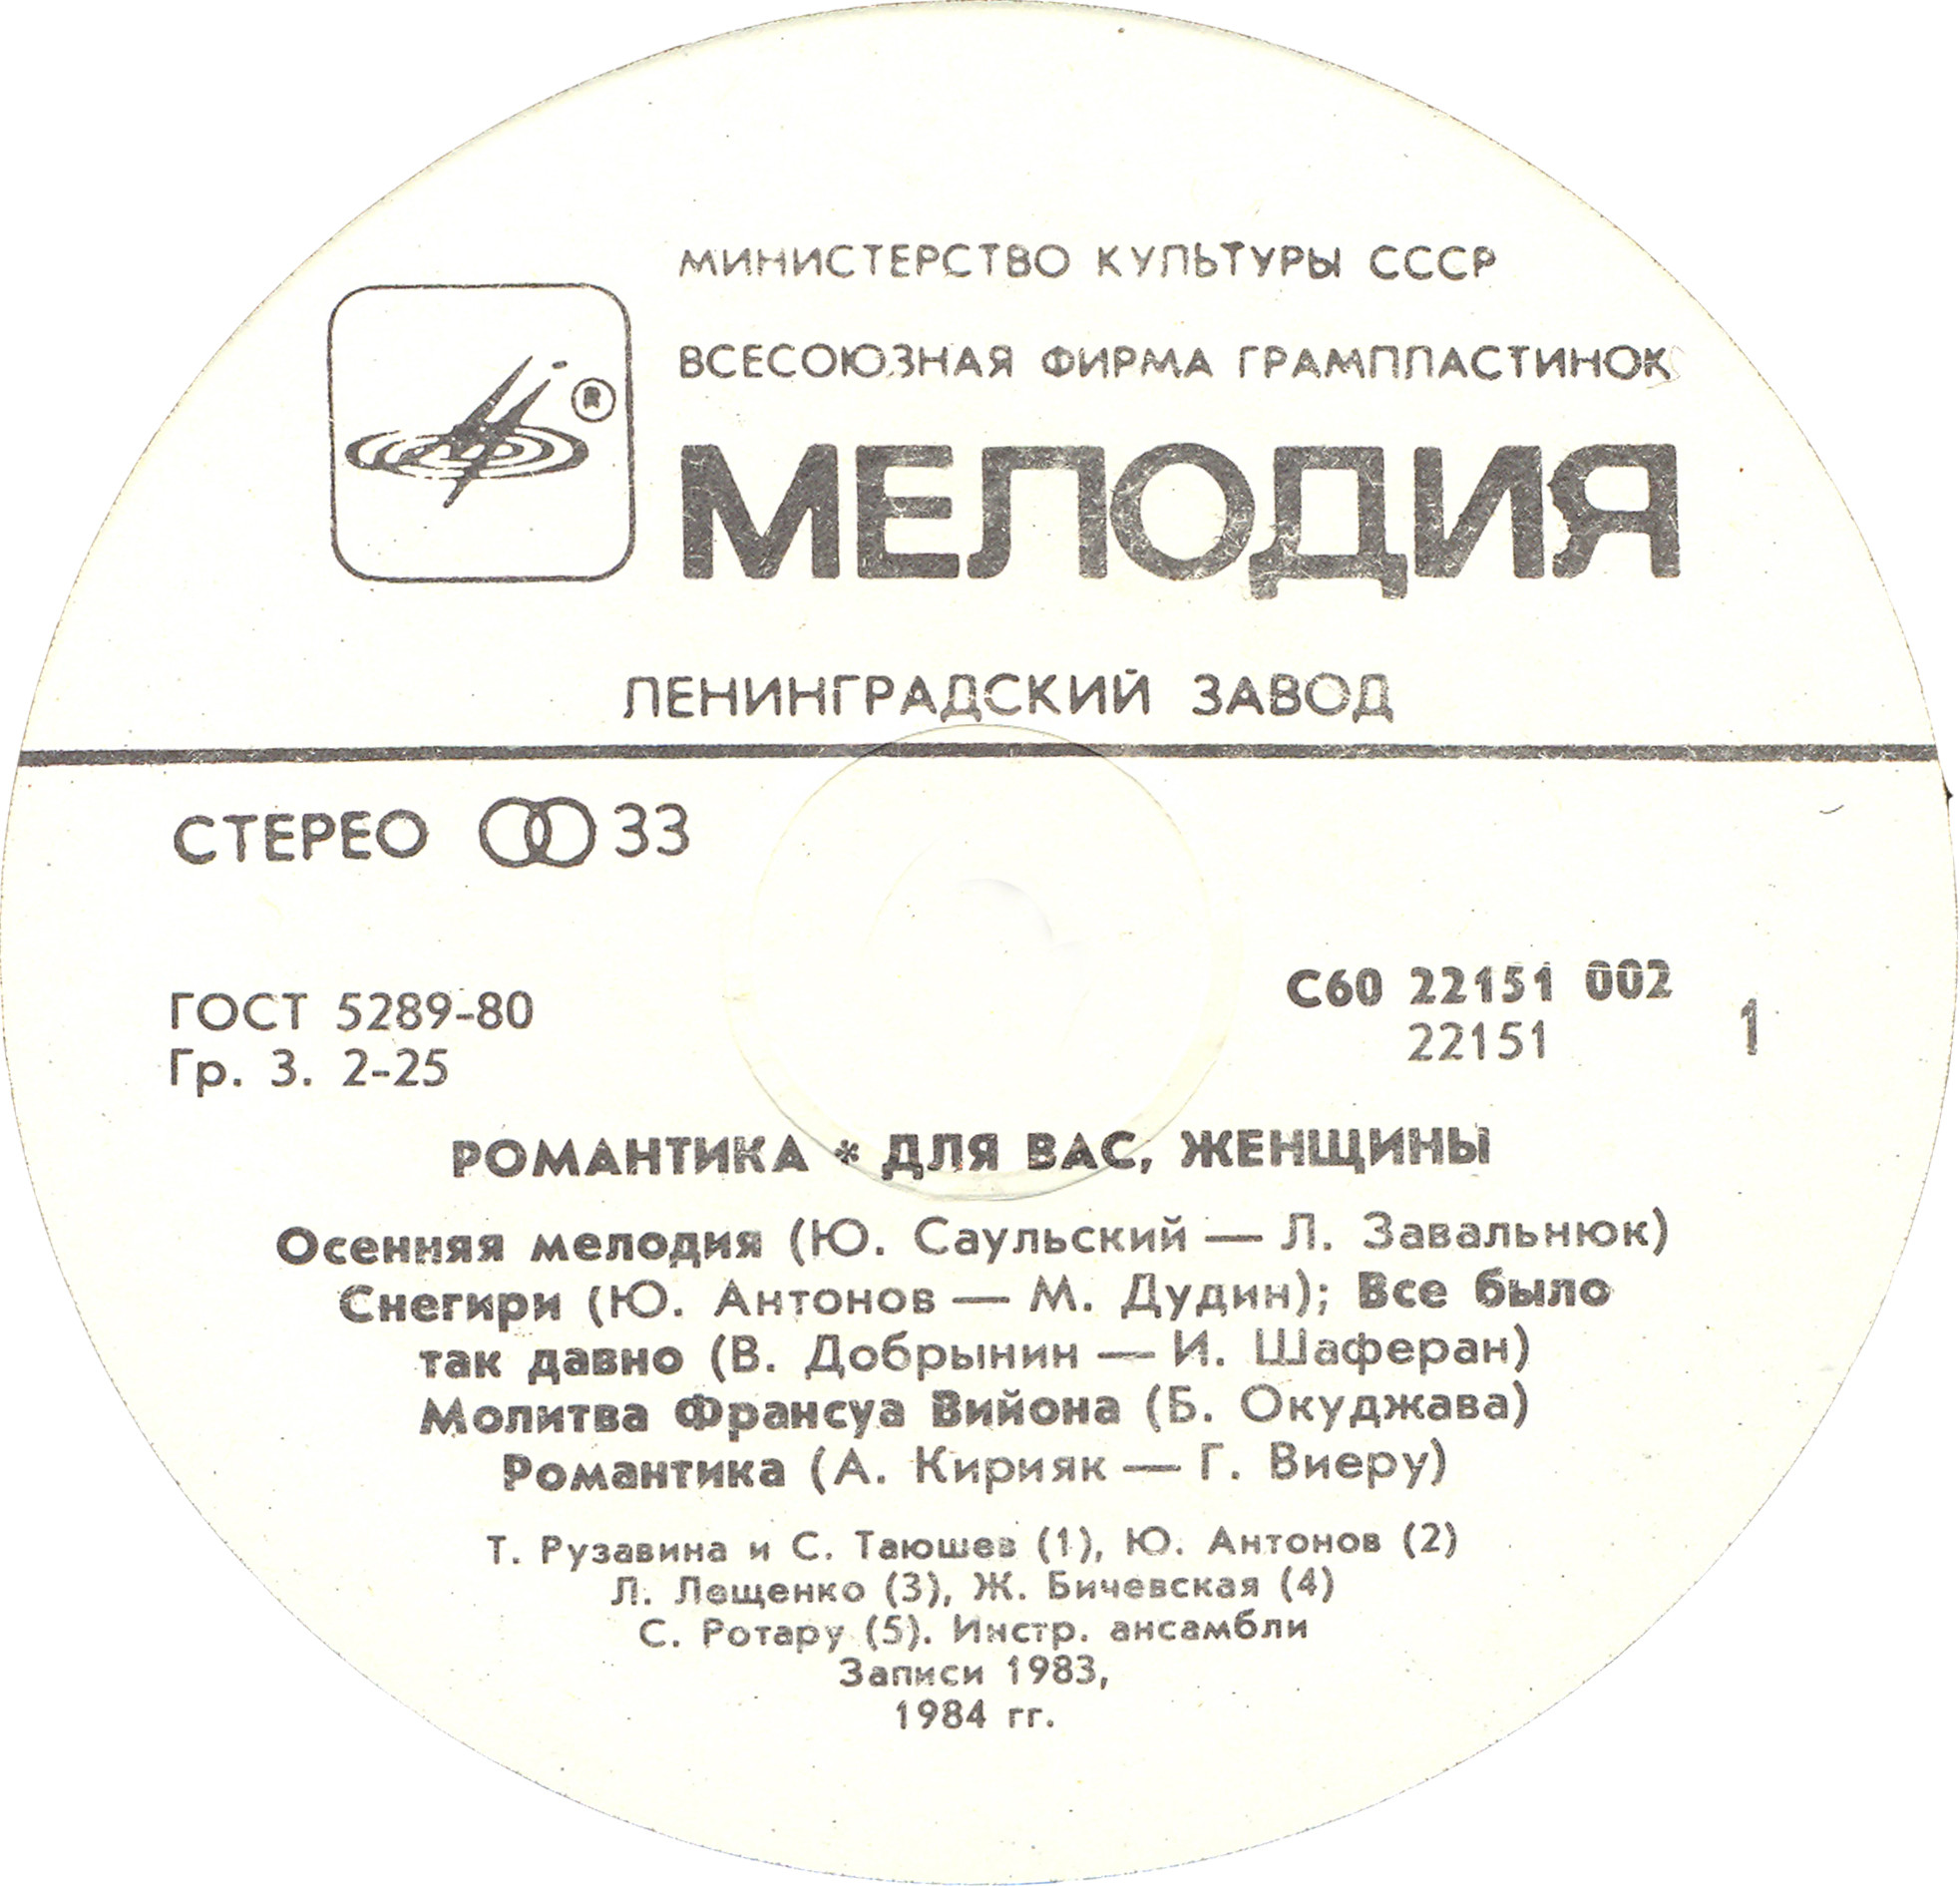 МИНИСТЕРСТВО КУЛЬТУРЫ СССР
ВСЕСОЮЗНАЯ ФИРМА ГРАМПЛАСТИНОК
®
МЕЛОДИЯ
ЛЕНИНГРАДСКИЙ ЗАВОД
СТЕРЕО 33
ГОСТ 5289-80
Гр. 3. 2-25
С60 22151 002
22151
1
РОМАНТИКА * ДЛЯ ВАС, ЖЕНЩИНЫ
Осенняя мелодия (Ю. Саульский — Л. Завальнюк)
Снегири (Ю. Антонов — М. Дудин); Все было
так давно (В. Добрынин — И. Шаферан)
Молитва Франсуа Вийона (Б. Окуджава)
Романтика (А. Кирияк — Г. Виеру)
Т. Рузавина и С. Таюшев (1), Ю. Антонов (2)
Л. Лещенко (3), Ж. Бичевская (4)
С. Ротару (5). Инстр. ансамбли
Записи 1983,
1984 гг.